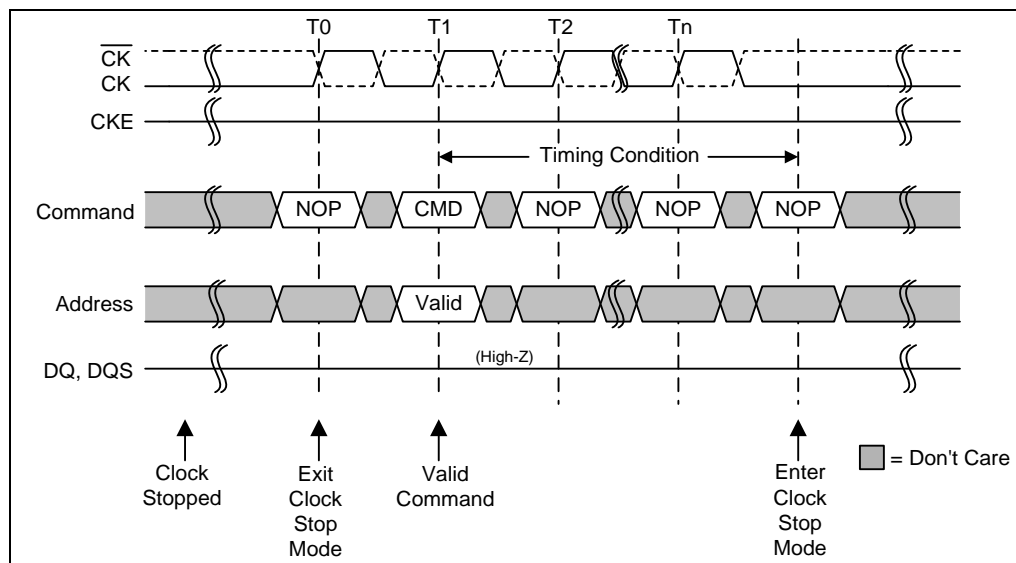 T0 T1 T2 Tn
CK
CK
CKE
Timing Condition
Command NOP CMD NOP NOP NOP
Address Valid
(High-Z)
DQ, DQS
Clock
Stopped
Exit
Clock
Stop
Mode
Valid
Command
Enter
Clock
Stop
Mode
= Don't Care